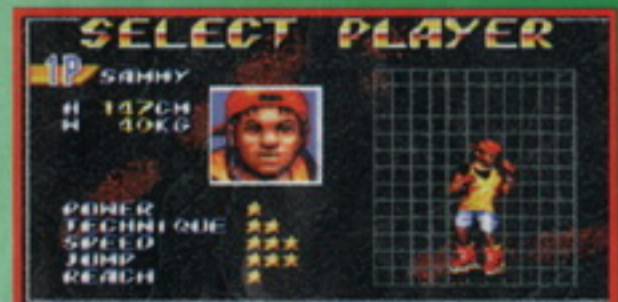 SELECT PLAYER
1P SAMMY
H 147CM
W 40KG
POWER ★
TECHNIQUE ★★
SPEED ★★★
JUMP ★★★
REACH ★